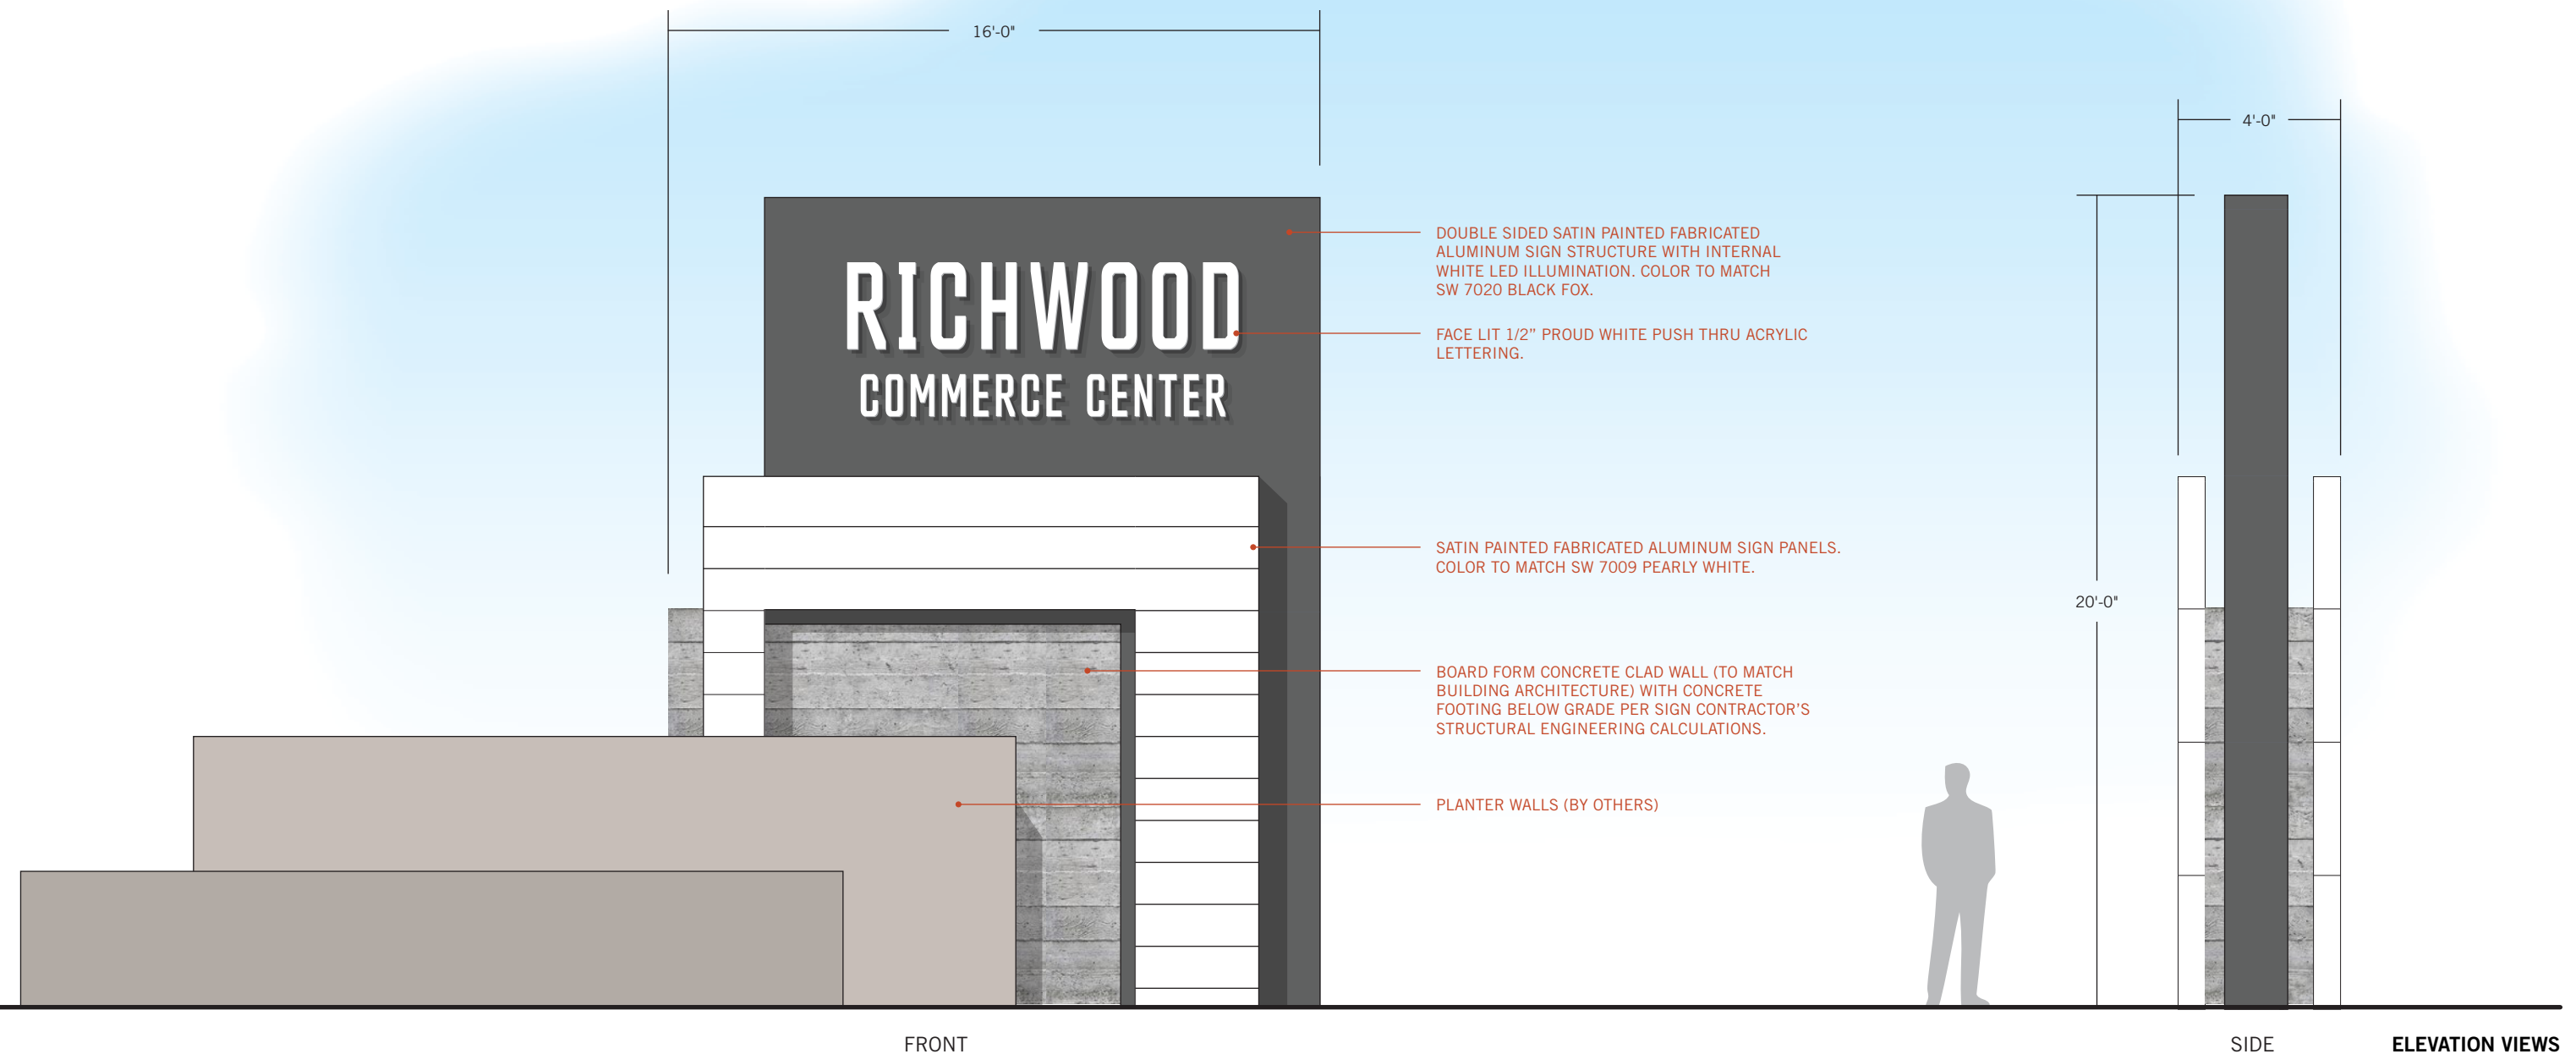 16'-0"
4'-0"
RICHWOOD
COMMERCE CENTER
DOUBLE SIDED SATIN PAINTED FABRICATED
ALUMINUM SIGN STRUCTURE WITH INTERNAL
WHITE LED ILLUMINATION. COLOR TO MATCH
SW 7020 BLACK FOX.
FACE LIT 1/2” PROUD WHITE PUSH THRU ACRYLIC
LETTERING.
SATIN PAINTED FABRICATED ALUMINUM SIGN PANELS.
COLOR TO MATCH SW 7009 PEARLY WHITE.
20'-0"
BOARD FORM CONCRETE CLAD WALL (TO MATCH
BUILDING ARCHITECTURE) WITH CONCRETE
FOOTING BELOW GRADE PER SIGN CONTRACTOR’S
STRUCTURAL ENGINEERING CALCULATIONS.
PLANTER WALLS (BY OTHERS)
FRONT
SIDE
ELEVATION VIEWS